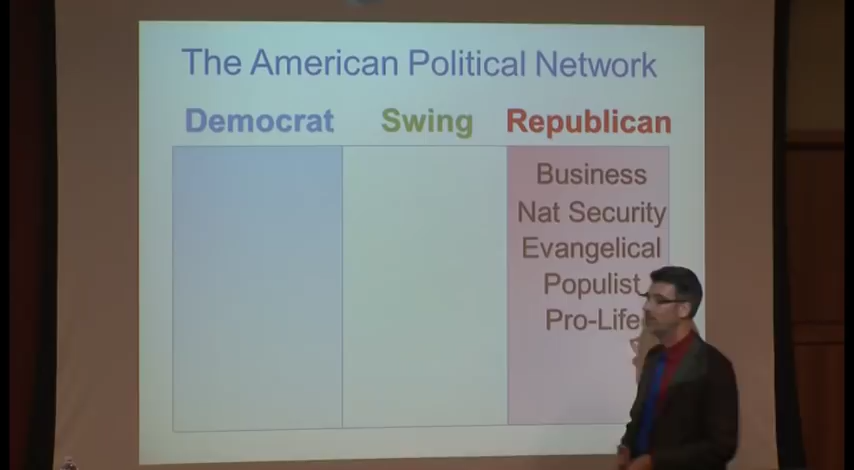 The American Political Network
Democrat Swing Republican
Business
Nat Security
Evangelical
Populist
Pro-Life